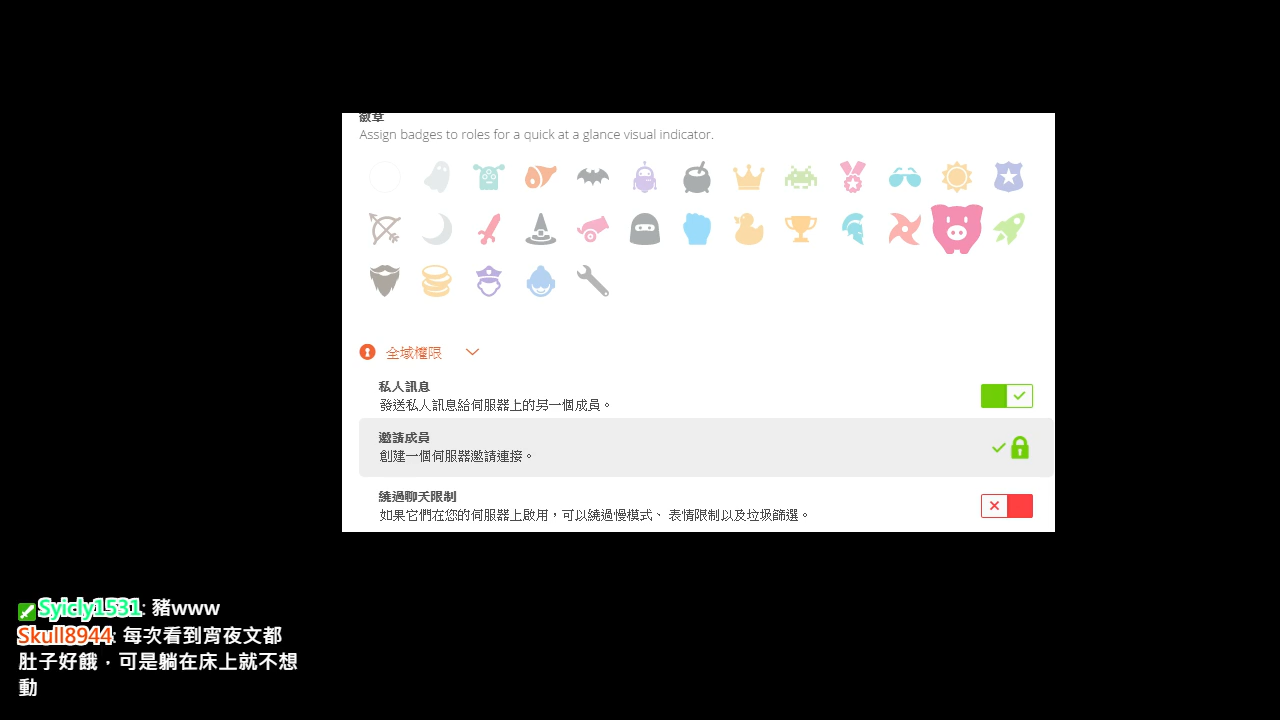 徽章
Assign badges to roles for a quick at a glance visual indicator.
全域權限
私人訊息
發送私人訊息給伺服器上的另一個成員。
邀請成員
創建一個伺服器邀請連接。
繞過聊天限制
如果它們在您的伺服器上啟用，可以繞過慢模式、表情限制以及垃圾篩選。
Syicly1531: 豬www
Skull8944: 每次看到宵夜文都
肚子好餓，可是躺在床上就不想
動